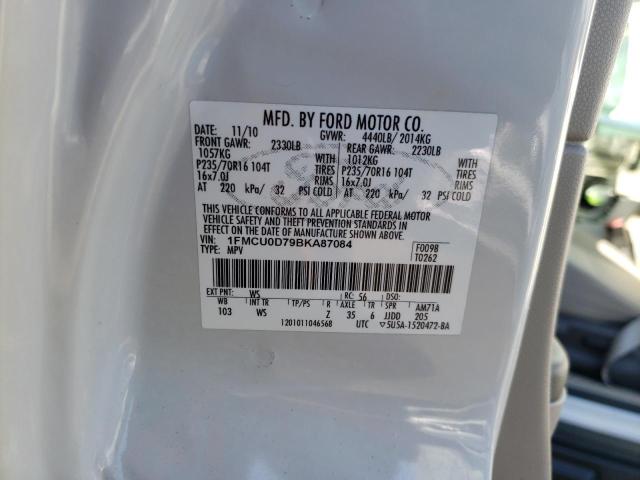 MFD. BY FORD MOTOR CO.
DATE: 11/10 GVWR: 4440LB/ 2014KG
FRONT GAWR: 2330LB REAR GAWR: 2230LB
1057KG WITH 1012KG WITH
P235/70R16 104T TIRES P235/70R16 104T TIRES
16x7.0J RIMS 16x7.0J RIMS
AT 220 kPa/ 32 PSI COLD AT 220 kPa/ 32 PSI COLD
THIS VEHICLE CONFORMS TO ALL APPLICABLE FEDERAL MOTOR
VEHICLE SAFETY AND THEFT PREVENTION STANDARDS IN
EFFECT ON THE DATE OF MANUFACTURE SHOWN ABOVE.
VIN: 1FMCU0D79BKA87084 F0098
TYPE: MPV T0262
EXT PNT: WS RC: 56 DSO:
WB INT TR TP/PS R AXLE TR SPR AM71A
103 WS Z 35 6 JJDD 205
1201011046568 UTC ▽5U5A-1520472-BA